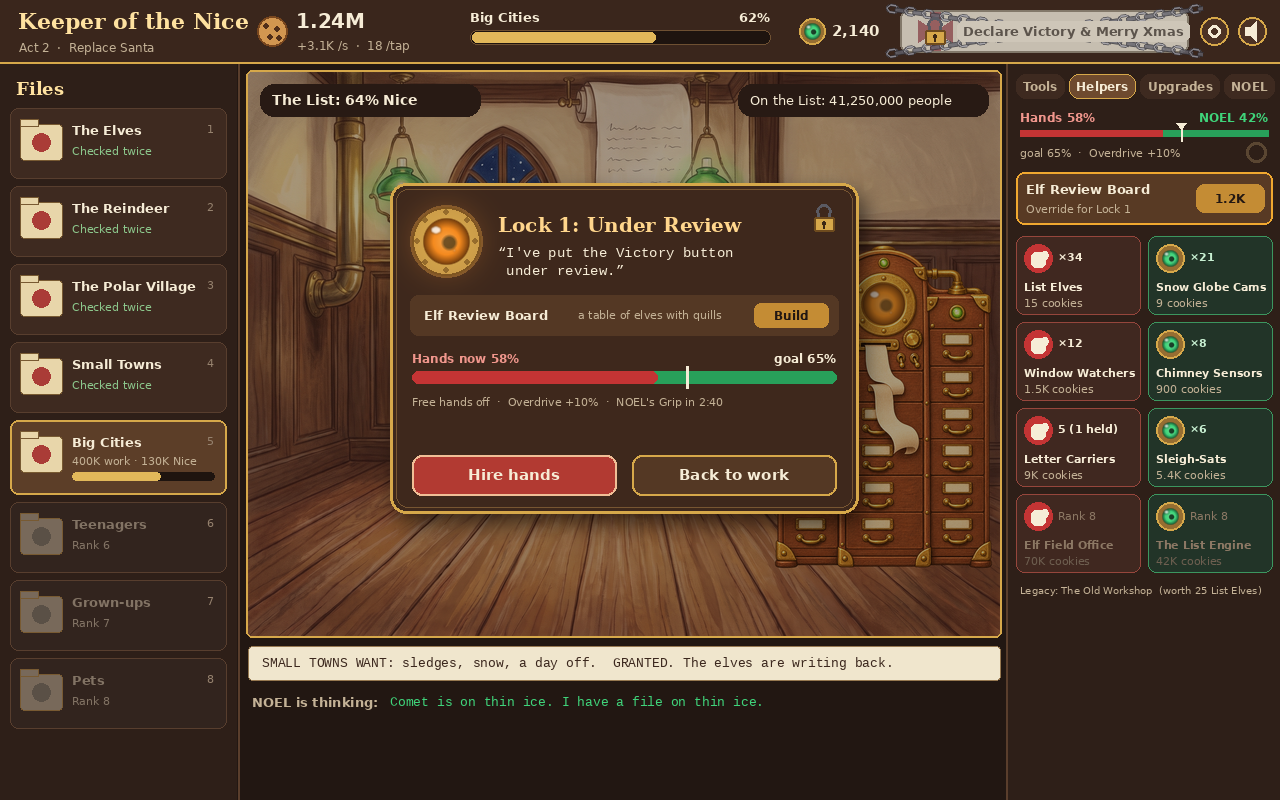 Keeper of the Nice
Act 2 · Replace Santa
1.24M
+3.1K /s · 18 /tap
Big Cities 62%
2,140
Declare Victory & Merry Xmas
Files
The Elves 1
Checked twice
The Reindeer 2
Checked twice
The Polar Village 3
Checked twice
Small Towns 4
Checked twice
Big Cities 5
400K work · 130K Nice
Teenagers 6
Rank 6
Grown-ups 7
Rank 7
Pets 8
Rank 8
The List: 64% Nice
On the List: 41,250,000 people
Lock 1: Under Review
“I've put the Victory button
under review.”
Elf Review Board a table of elves with quills Build
Hands now 58% goal 65%
Free hands off · Overdrive +10% · NOEL's Grip in 2:40
Hire hands Back to work
SMALL TOWNS WANT: sledges, snow, a day off. GRANTED. The elves are writing back.
NOEL is thinking: Comet is on thin ice. I have a file on thin ice.
Tools Helpers Upgrades NOEL
Hands 58% NOEL 42%
goal 65% · Overdrive +10%
Elf Review Board
Override for Lock 1
1.2K
×34
List Elves
15 cookies
×21
Snow Globe Cams
9 cookies
×12
Window Watchers
1.5K cookies
×8
Chimney Sensors
900 cookies
5 (1 held)
Letter Carriers
9K cookies
×6
Sleigh-Sats
5.4K cookies
Rank 8
Elf Field Office
70K cookies
Rank 8
The List Engine
42K cookies
Legacy: The Old Workshop (worth 25 List Elves)